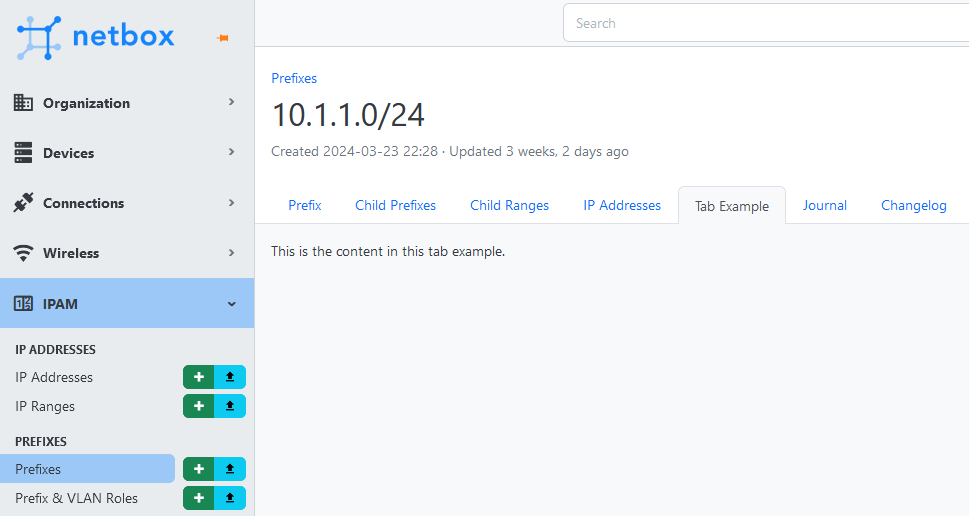 netbox
Search
Organization
Devices
Connections
Wireless
IPAM
IP ADDRESSES
IP Addresses
IP Ranges
PREFIXES
Prefixes
Prefix & VLAN Roles
Prefixes
10.1.1.0/24
Created 2024-03-23 22:28 · Updated 3 weeks, 2 days ago
Prefix Child Prefixes Child Ranges IP Addresses Tab Example Journal Changelog
This is the content in this tab example.